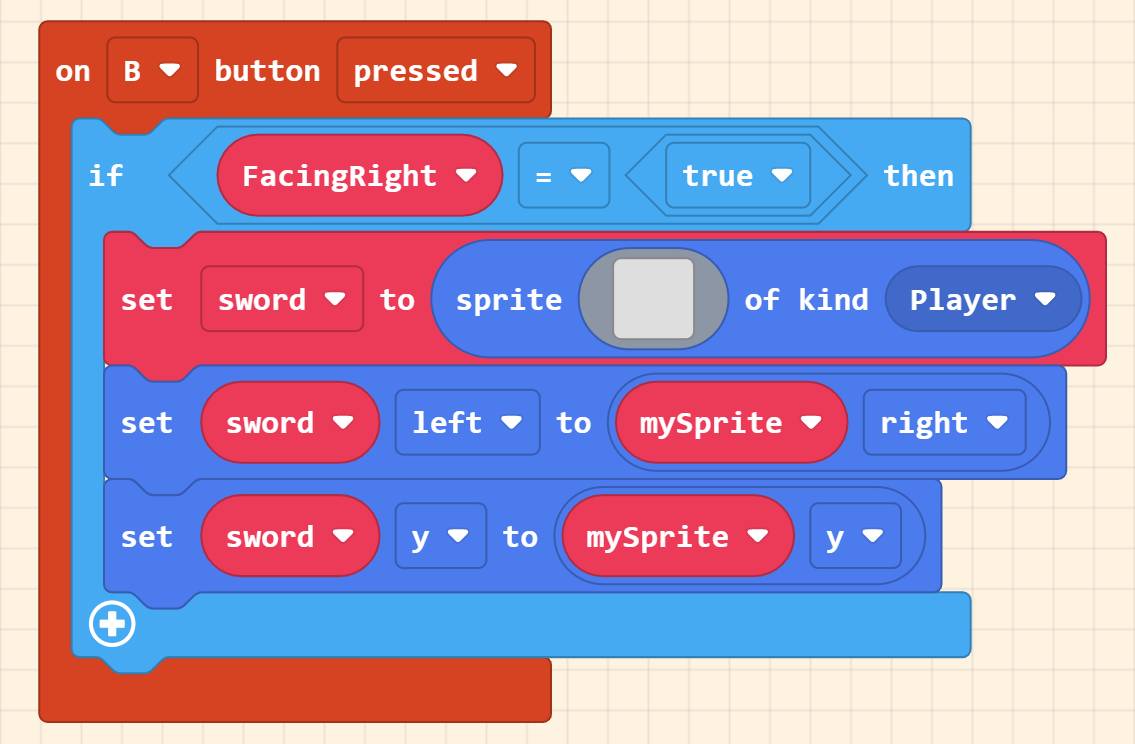 on B button pressed
if FacingRight = true then
set sword to sprite of kind Player
set sword left to mySprite right
set sword y to mySprite y